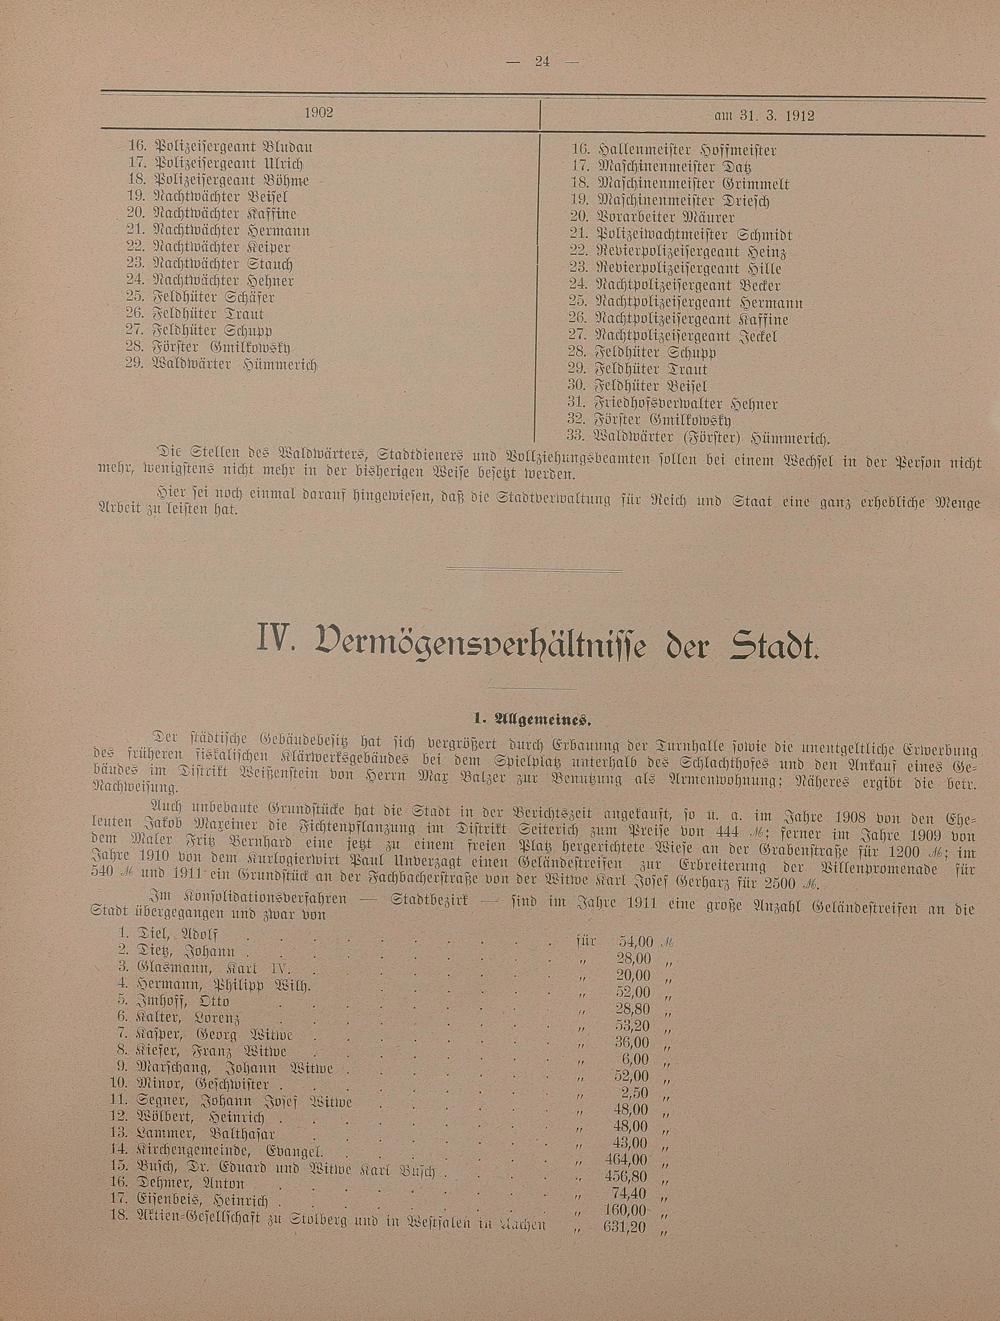 — 24 —
1902
16. Polizeisergeant Bludau
17. Polizeisergeant Ulrich
18. Polizeisergeant Böhme
19. Nachtwächter Beisel
20. Nachtwächter Kaffine
21. Nachtwächter Hermann
22. Nachtwächter Keiper
23. Nachtwächter Stauch
24. Nachtwächter Hehner
25. Feldhüter Schäfer
26. Feldhüter Traut
27. Feldhüter Schupp
28. Förster Gmilkowsky
29. Waldwärter Hümmerich
am 31. 3. 1912
16. Hallenmeister Hoffmeister
17. Maschinenmeister Datz
18. Maschinenmeister Grimmelt
19. Maschinenmeister Driesch
20. Vorarbeiter Mäurer
21. Polizeiwachtmeister Schmidt
22. Revierpolizeisergeant Heinz
23. Revierpolizeisergeant Hille
24. Nachtpolizeisergeant Becker
25. Nachtpolizeisergeant Hermann
26. Nachtpolizeisergeant Kaffine
27. Nachtpolizeisergeant Jeckel
28. Feldhüter Schupp
29. Feldhüter Traut
30. Feldhüter Beisel
31. Friedhofsverwalter Hehner
32. Förster Gmilkowsky
33. Waldwärter (Förster) Hümmerich.
Die Stellen des Waldwärters, Stadtdieners und Vollziehungsbeamten sollen bei einem Wechsel in der Person nicht
mehr, wenigstens nicht mehr in der bisherigen Weise besetzt werden.
Hier sei noch einmal darauf hingewiesen, daß die Stadtverwaltung für Reich und Staat eine ganz erhebliche Menge
Arbeit zu leisten hat.
IV. Vermögensverhältnisse der Stadt.
1. Allgemeines.
Der städtische Gebäudebesitz hat sich vergrößert durch Erbauung der Turnhalle sowie die unentgeltliche Erwerbung
des früheren fiskalischen Klärwerksgebäudes bei dem Spielplatz unterhalb des Schlachthofes und den Ankauf eines Ge-
bäudes im Distrikt Weißenstein von Herrn Max Balzer zur Benutzung als Armenwohnung; Näheres ergibt die betr.
Nachweisung.
Auch unbebaute Grundstücke hat die Stadt in der Berichtszeit angekauft, so u. a. im Jahre 1908 von den Ehe-
leuten Jakob Maxeiner die Fichtenpflanzung im Distrikt Seiterich zum Preise von 444 ℳ; ferner im Jahre 1909 von
dem Maler Fritz Bernhard eine jetzt zu einem freien Platz hergerichtete Wiese an der Grabenstraße für 1200 ℳ; im
Jahre 1910 von dem Kurlogierwirt Paul Unverzagt einen Geländestreifen zur Erbreiterung der Villenpromenade für
540 ℳ und 1911 ein Grundstück an der Fachbacherstraße von der Witwe Karl Josef Gerharz für 2500 ℳ.
Im Konsolidationsverfahren — Stadtbezirk — sind im Jahre 1911 eine große Anzahl Geländestreifen an die
Stadt übergegangen und zwar von
1. Diel, Adolf . . . . . . . . . . für 54,00 ℳ
2. Dietz, Johann . . . . . . . . . . „ 28,00 „
3. Glasmann, Karl IV. . . . . . . . „ 20,00 „
4. Hermann, Philipp Wilh. . . . . . . „ 52,00 „
5. Imhoff, Otto . . . . . . . . . „ 28,80 „
6. Kalter, Lorenz . . . . . . . . . „ 53,20 „
7. Kasper, Georg Witwe . . . . . . . . „ 36,00 „
8. Kiefer, Franz Witwe . . . . . . . . „ 6,00 „
9. Marschang, Johann Witwe . . . . . . . „ 52,00 „
10. Minor, Geschwister . . . . . . . . . „ 2,50 „
11. Segner, Johann Josef Witwe . . . . . . „ 48,00 „
12. Wölbert, Heinrich . . . . . . . . . „ 48,00 „
13. Lammer, Balthasar . . . . . . . . „ 43,00 „
14. Kirchengemeinde, Evangel. . . . . . . . „ 464,00 „
15. Busch, Dr. Eduard und Witwe Karl Busch . . . . . „ 456,80 „
16. Dehmer, Anton . . . . . . . . . „ 74,40 „
17. Eisenbeis, Heinrich . . . . . . . . . „ 160,00 „
18. Aktien-Gesellschaft zu Stolberg und in Westfalen in Aachen „ 631,20 „